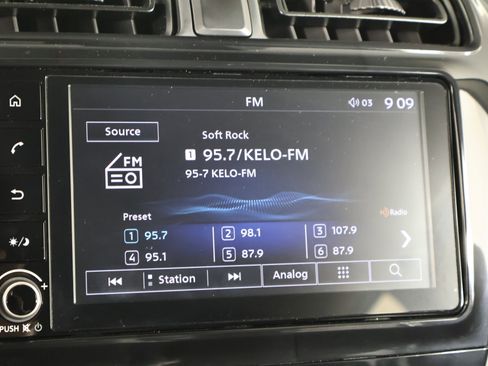 FM
03
9 09
Source
Soft Rock
1 95.7/KELO-FM
FM
95-7 KELO-FM
Preset
Radio
1 95.7
2 98.1
3 107.9
4 95.1
5 87.9
6 87.9
Station
Analog
PUSH
+